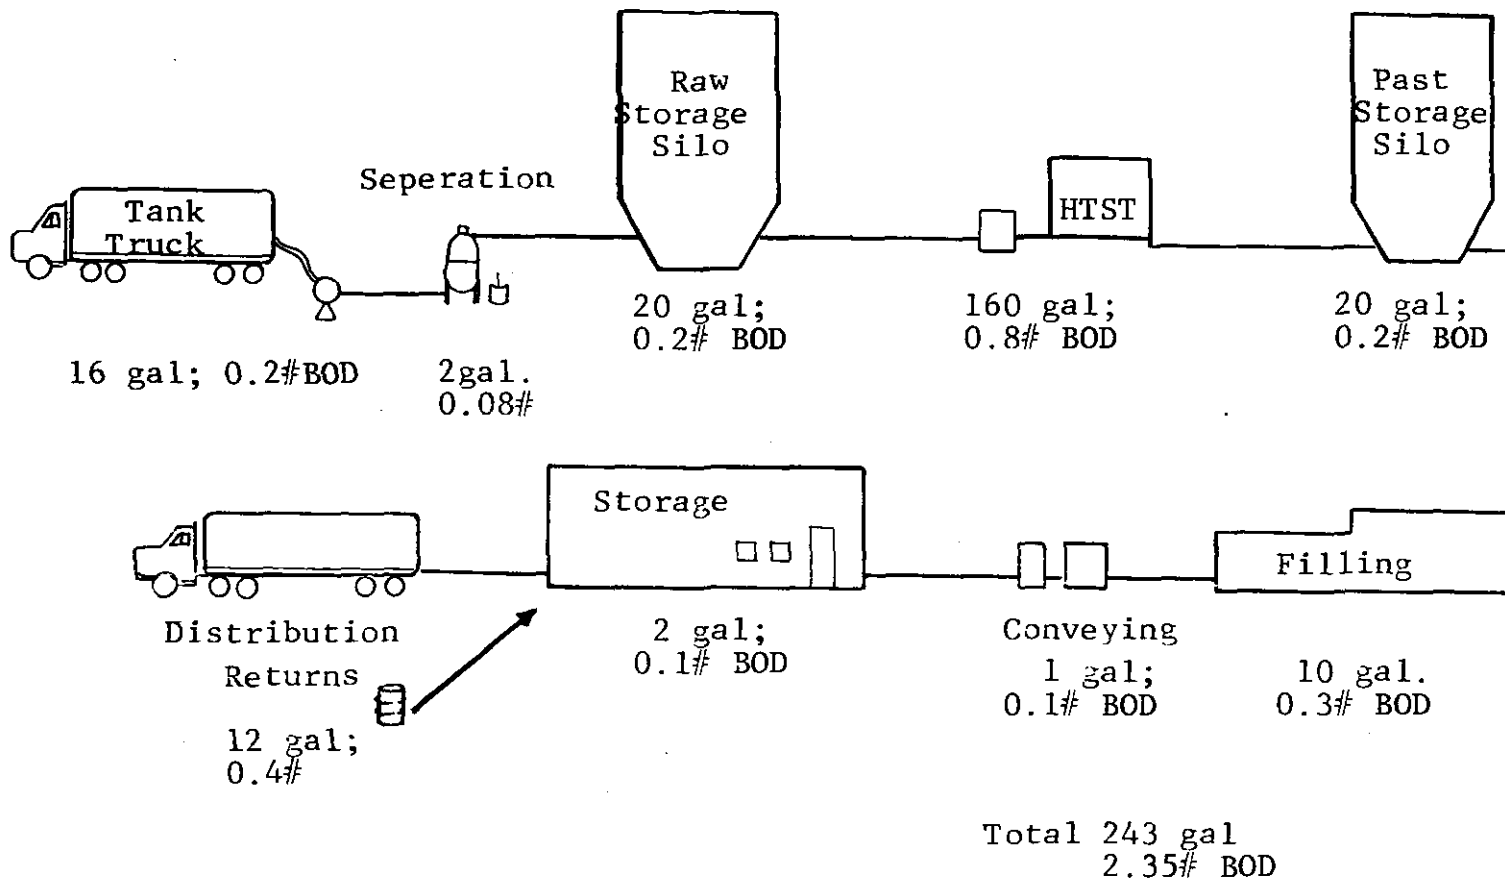 Raw
Storage
Silo
Past
Storage
Silo
Seperation
Tank
Truck
HTST
20 gal;
0.2# BOD
160 gal;
0.8# BOD
20 gal;
0.2# BOD
16 gal; 0.2#BOD
2gal.
0.08#
Storage
Filling
Distribution
Returns
12 gal;
0.4#
2 gal;
0.1# BOD
Conveying
1 gal;
0.1# BOD
10 gal.
0.3# BOD
Total 243 gal
2.35# BOD